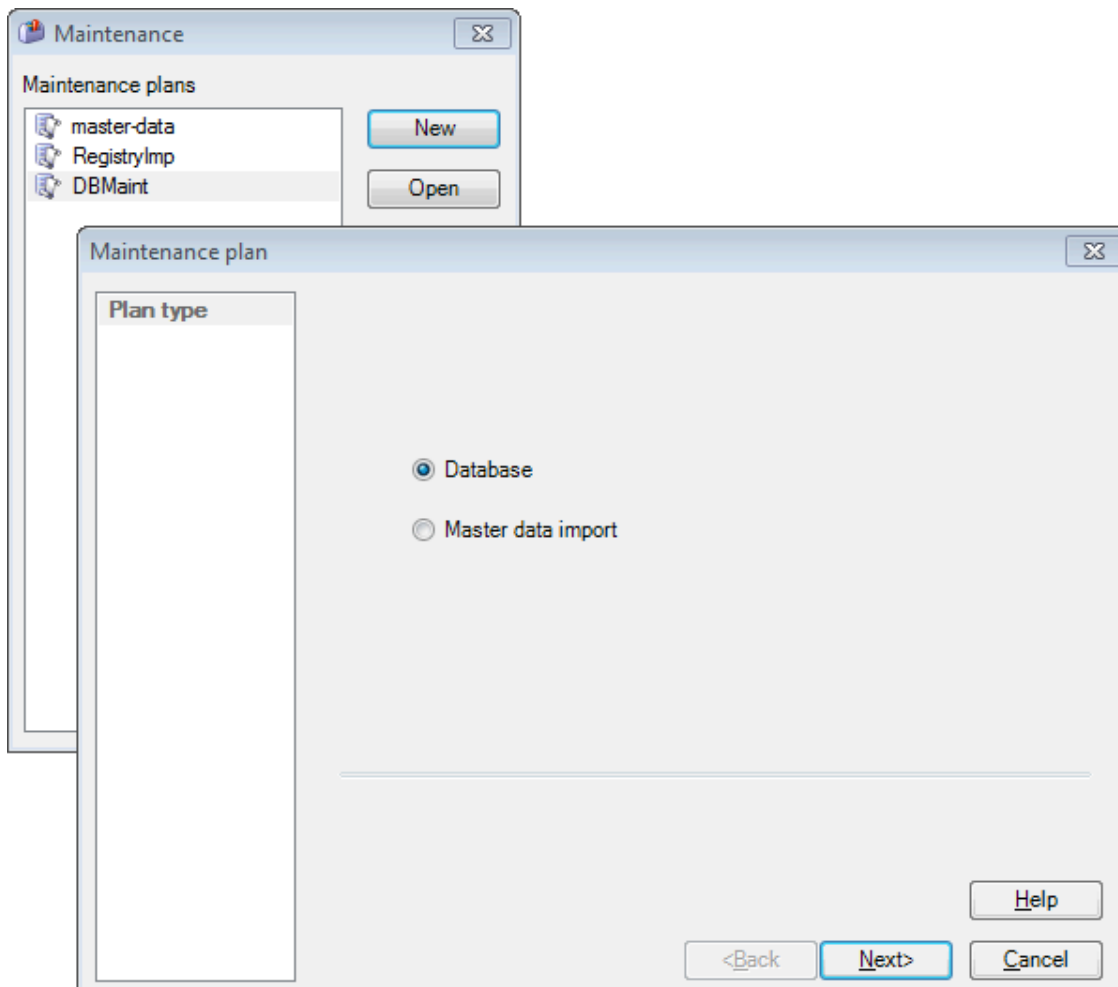 Maintenance
Maintenance plans
master-data
New
RegistryImp
DBMaint
Open
Maintenance plan
Plan type
Database
Master data import
Help
<Back
Next>
Cancel